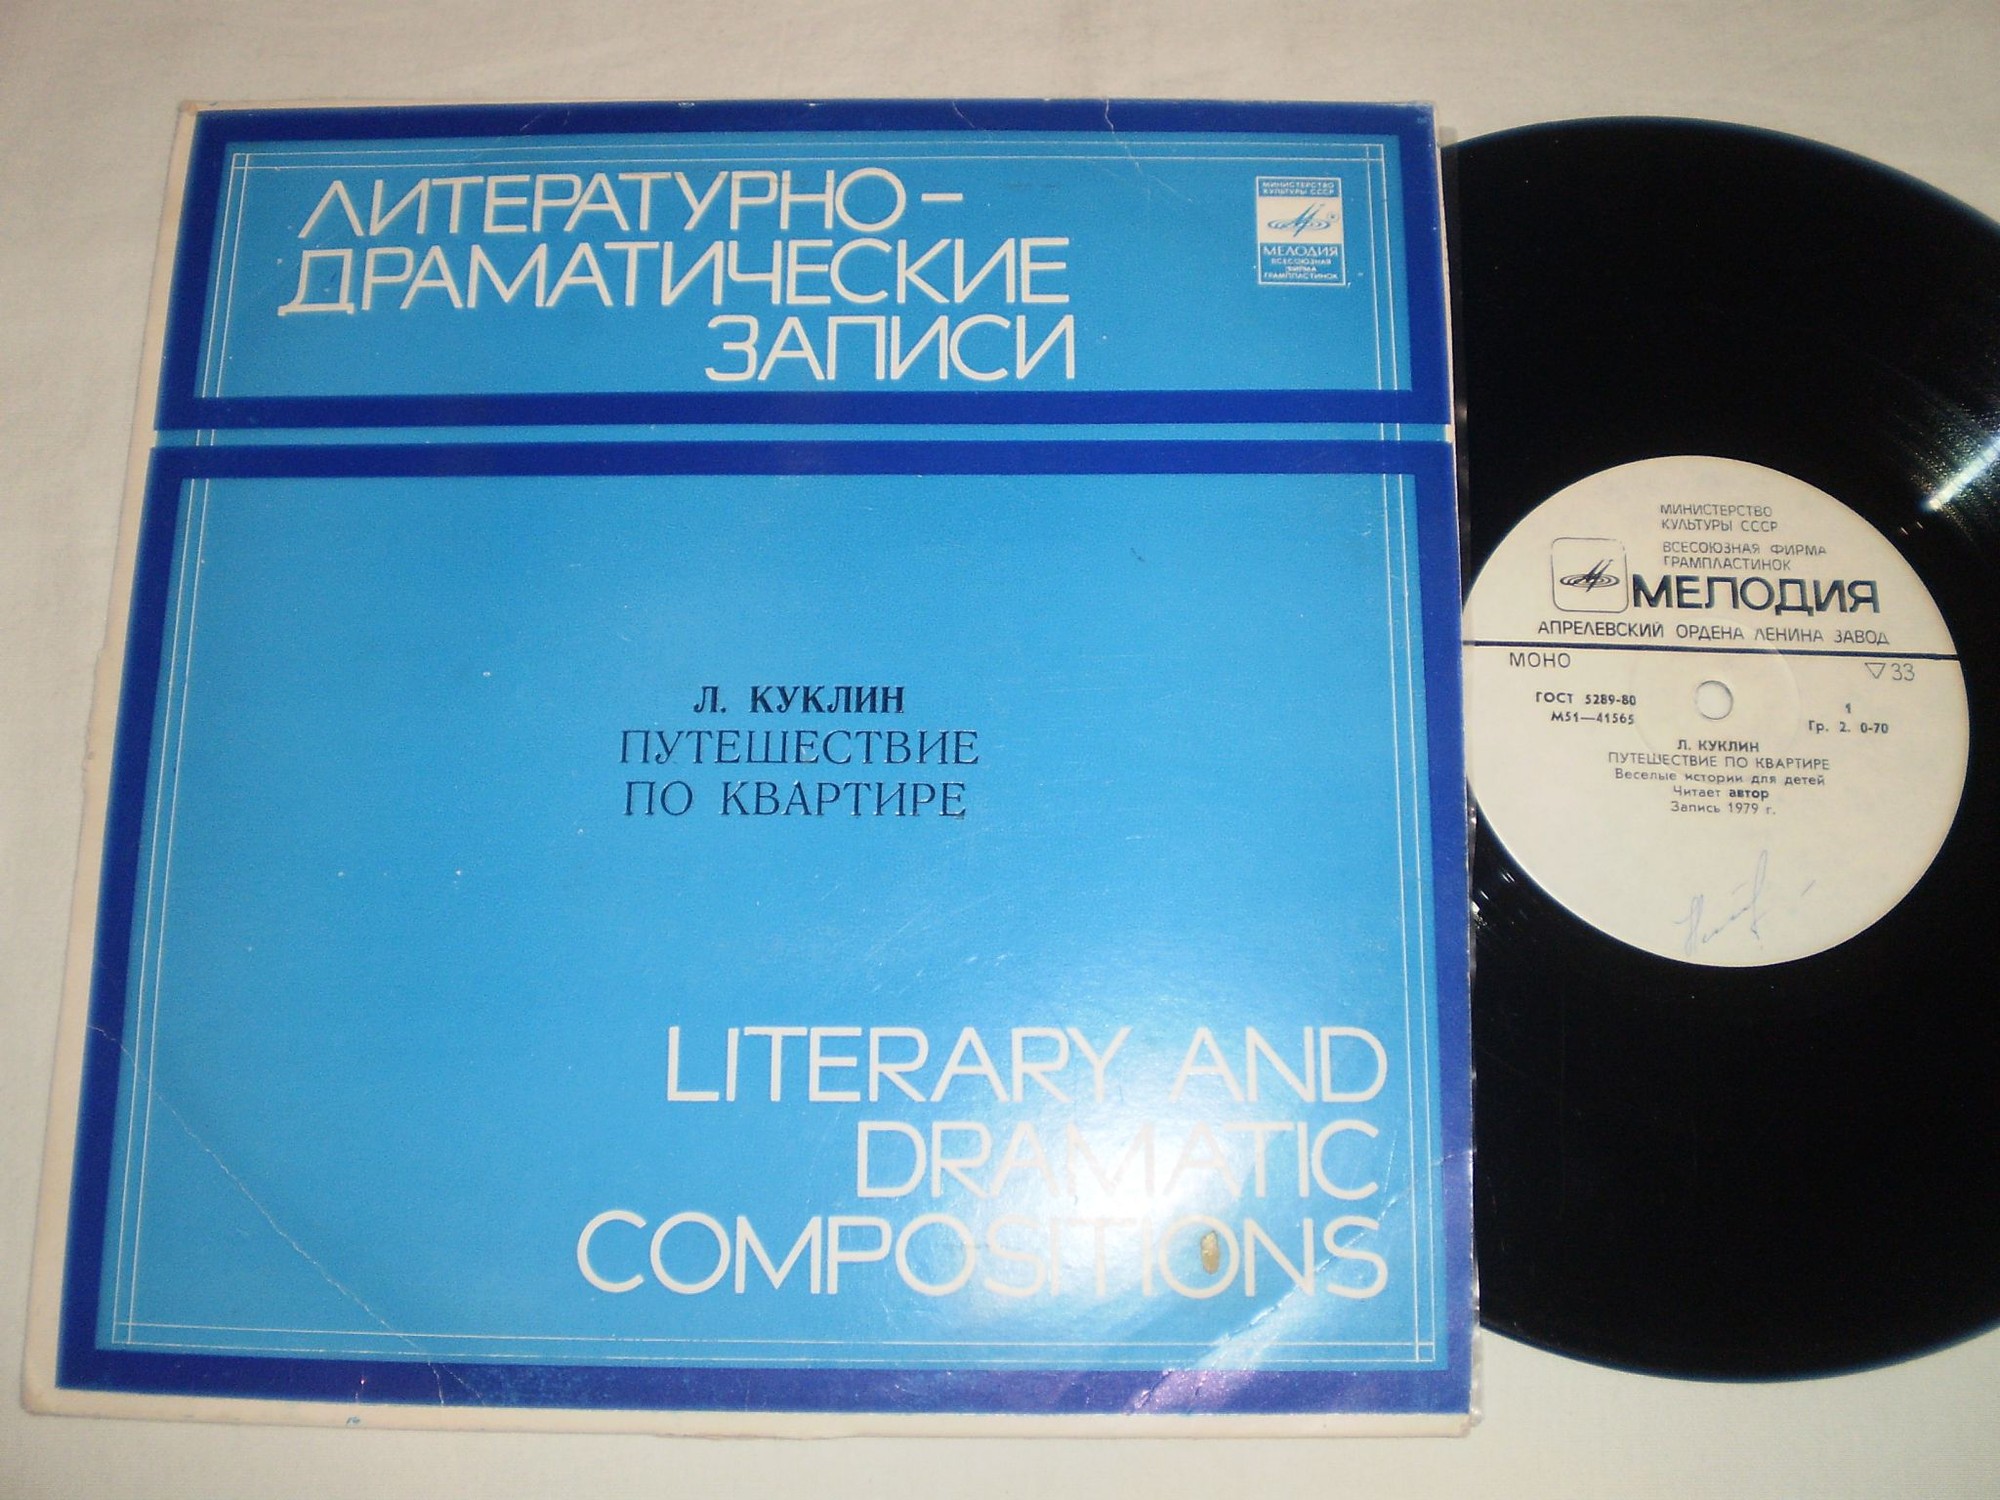 ЛИТЕРАТУРНО-
ДРАМАТИЧЕСКИЕ
ЗАПИСИ
МИНИСТЕРСТВО
КУЛЬТУРЫ СССР
МЕЛОДИЯ
ВСЕСОЮЗНАЯ
ФИРМА
ГРАМПЛАСТИНОК
Л. КУКЛИН
ПУТЕШЕСТВИЕ
ПО КВАРТИРЕ
LITERARY AND
DRAMATIC
COMPOSITIONS
МИНИСТЕРСТВО
КУЛЬТУРЫ СССР
ВСЕСОЮЗНАЯ ФИРМА
ГРАМПЛАСТИНОК
МЕЛОДИЯ
АПРЕЛЕВСКИЙ ОРДЕНА ЛЕНИНА ЗАВОД
МОНО
▽33
ГОСТ 5289-80
М51—41565
1
Гр. 2. 0-70
Л. КУКЛИН
ПУТЕШЕСТВИЕ ПО КВАРТИРЕ
Веселые истории для детей
Читает автор
Запись 1979 г.